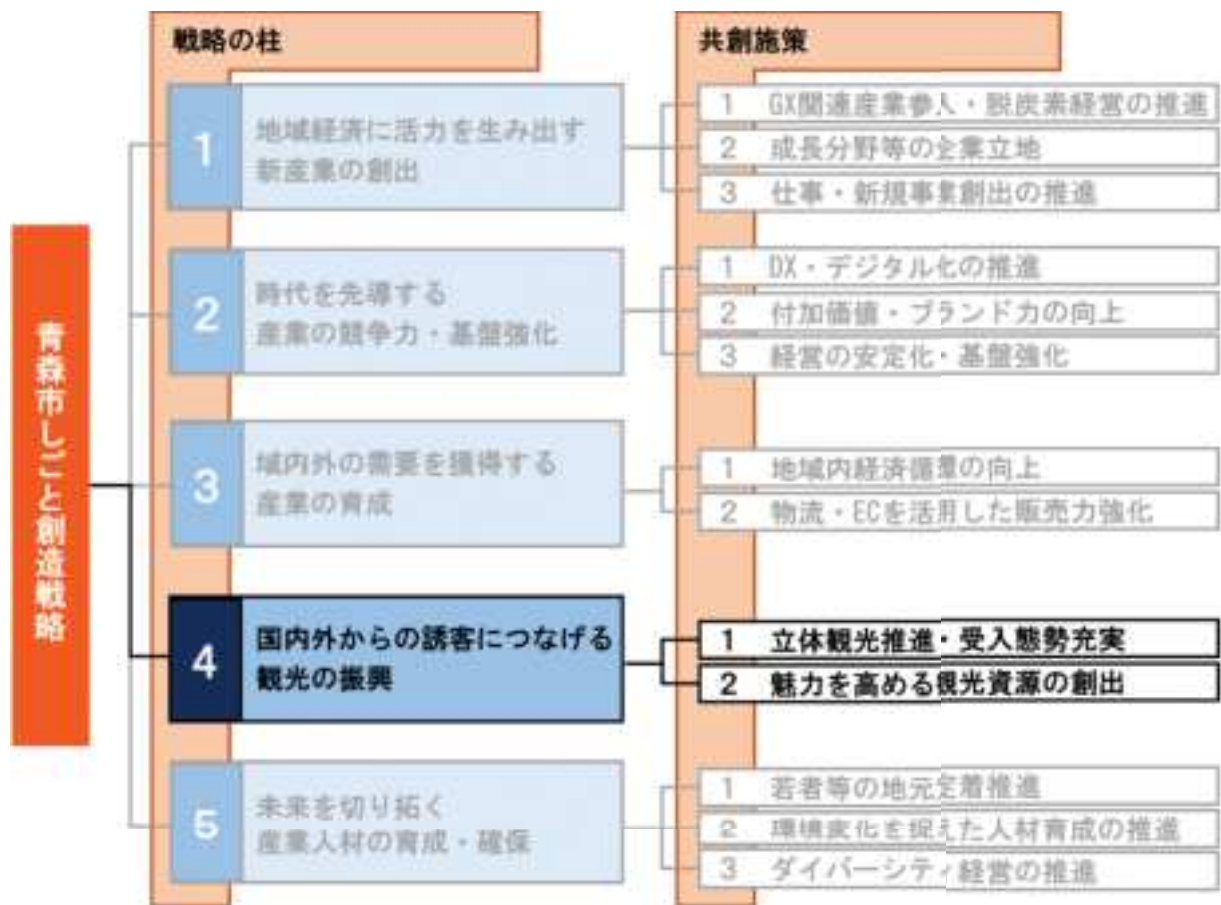 戦略の柱
共創施策
青森市しごと創造戦略
1
地域経済に活力を生み出す
新産業の創出
1 GX関連産業参入・脱炭素経営の推進
2 成長分野等の企業立地
3 仕事・新規事業創出の推進
2
時代を先導する
産業の競争力・基盤強化
1 DX・デジタル化の推進
2 付加価値・ブランド力の向上
3 経営の安定化・基盤強化
3
域内外の需要を獲得する
産業の育成
1 地域内経済循環の向上
2 物流・ECを活用した販売力強化
4
国内外からの誘客につなげる
観光の振興
1 立体観光推進・受入態勢充実
2 魅力を高める観光資源の創出
5
未来を切り拓く
産業人材の育成・確保
1 若者等の地元定着推進
2 環境変化を捉えた人材育成の推進
3 ダイバーシティ経営の推進